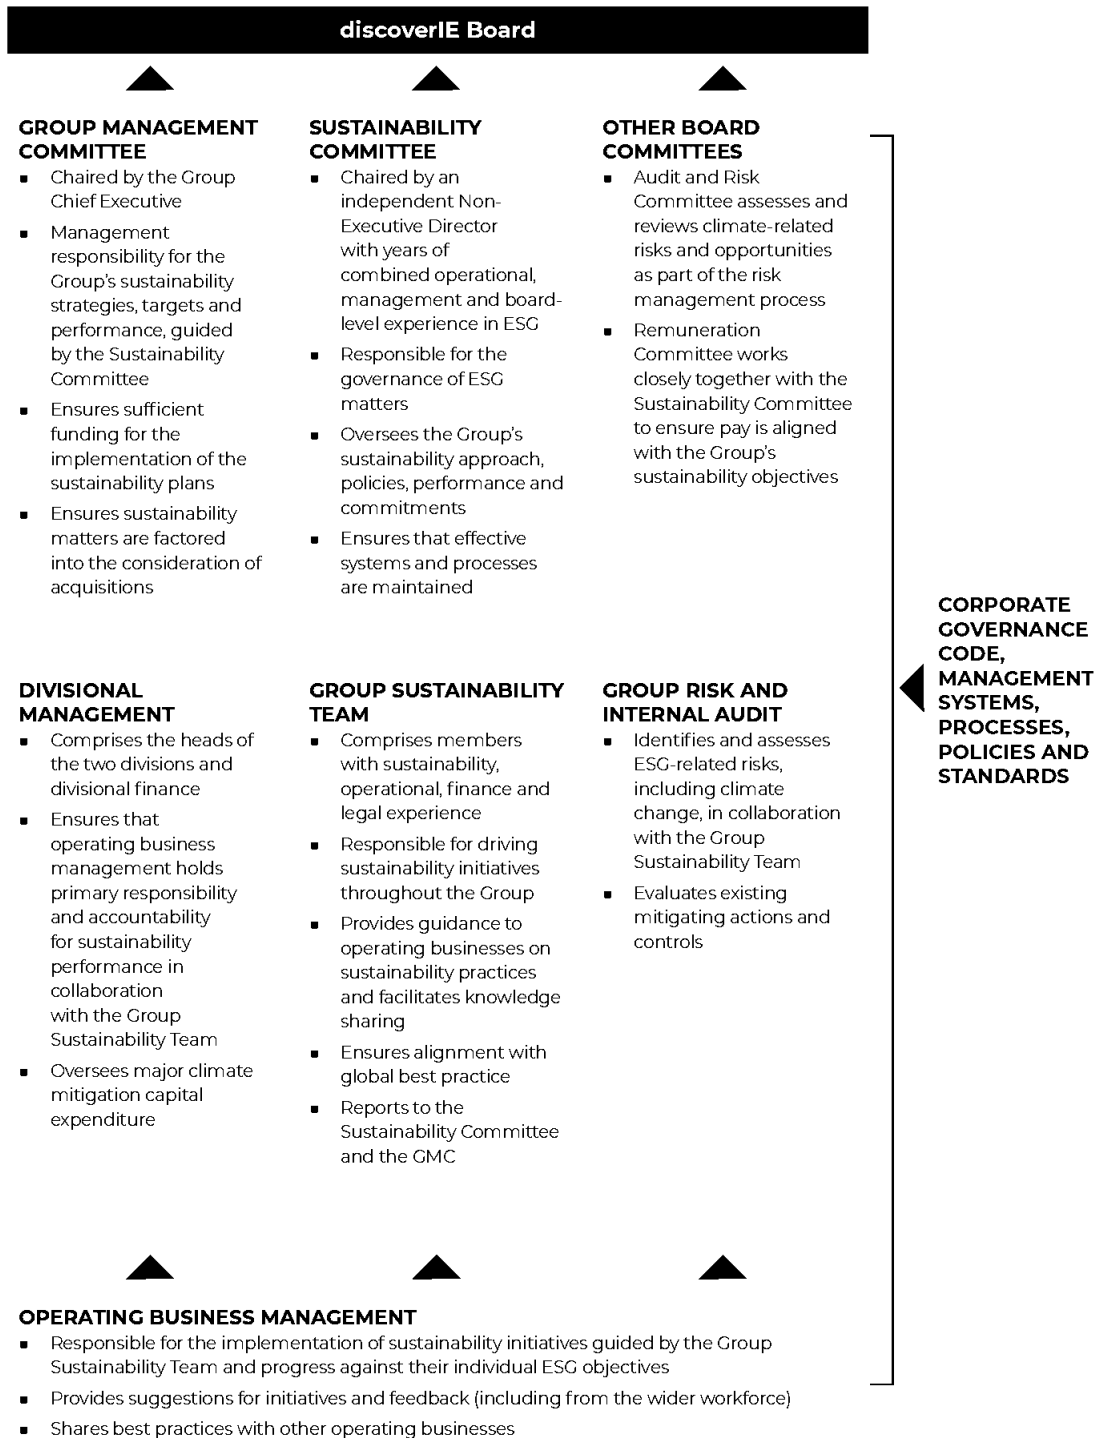 discoverIE Board
GROUP MANAGEMENT
COMMITTEE
▪ Chaired by the Group
Chief Executive
▪ Management
responsibility for the
Group's sustainability
strategies, targets and
performance, guided
by the Sustainability
Committee
▪ Ensures sufficient
funding for the
implementation of the
sustainability plans
▪ Ensures sustainability
matters are factored
into the consideration of
acquisitions
SUSTAINABILITY
COMMITTEE
▪ Chaired by an
independent Non-
Executive Director
with years of
combined operational,
management and board-
level experience in ESG
▪ Responsible for the
governance of ESG
matters
▪ Oversees the Group's
sustainability approach,
policies, performance and
commitments
▪ Ensures that effective
systems and processes
are maintained
OTHER BOARD
COMMITTEES
▪ Audit and Risk
Committee assesses and
reviews climate-related
risks and opportunities
as part of the risk
management process
▪ Remuneration
Committee works
closely together with the
Sustainability Committee
to ensure pay is aligned
with the Group's
sustainability objectives
DIVISIONAL
MANAGEMENT
▪ Comprises the heads of
the two divisions and
divisional finance
▪ Ensures that
operating business
management holds
primary responsibility
and accountability
for sustainability
performance in
collaboration
with the Group
Sustainability Team
▪ Oversees major climate
mitigation capital
expenditure
GROUP SUSTAINABILITY
TEAM
▪ Comprises members
with sustainability,
operational, finance and
legal experience
▪ Responsible for driving
sustainability initiatives
throughout the Group
▪ Provides guidance to
operating businesses on
sustainability practices
and facilitates knowledge
sharing
▪ Ensures alignment with
global best practice
▪ Reports to the
Sustainability Committee
and the GMC
GROUP RISK AND
INTERNAL AUDIT
▪ Identifies and assesses
ESG-related risks,
including climate
change, in collaboration
with the Group
Sustainability Team
▪ Evaluates existing
mitigating actions and
controls
OPERATING BUSINESS MANAGEMENT
▪ Responsible for the implementation of sustainability initiatives guided by the Group
Sustainability Team and progress against their individual ESG objectives
▪ Provides suggestions for initiatives and feedback (including from the wider workforce)
▪ Shares best practices with other operating businesses
CORPORATE
GOVERNANCE
CODE,
MANAGEMENT
SYSTEMS,
PROCESSES,
POLICIES AND
STANDARDS